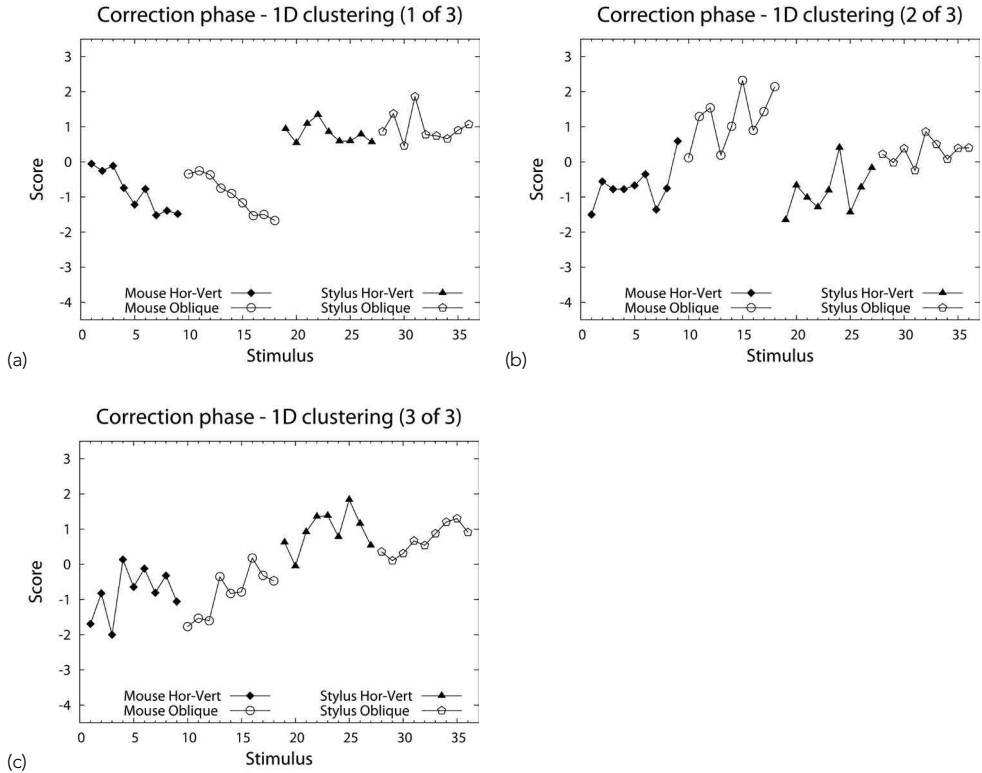 Correction phase - 1D clustering (1 of 3)
Score
3
2
1
0
-1
-2
-3
-4
Mouse Hor-Vert
Stylus Hor-Vert
Mouse Oblique
Stylus Oblique
0 5 10 15 20 25 30 35
Stimulus
(a)
Correction phase - 1D clustering (2 of 3)
Score
3
2
1
0
-1
-2
-3
-4
Mouse Hor-Vert
Stylus Hor-Vert
Mouse Oblique
Stylus Oblique
0 5 10 15 20 25 30 35
Stimulus
(b)
Correction phase - 1D clustering (3 of 3)
Score
3
2
1
0
-1
-2
-3
-4
Mouse Hor-Vert
Stylus Hor-Vert
Mouse Oblique
Stylus Oblique
0 5 10 15 20 25 30 35
Stimulus
(c)